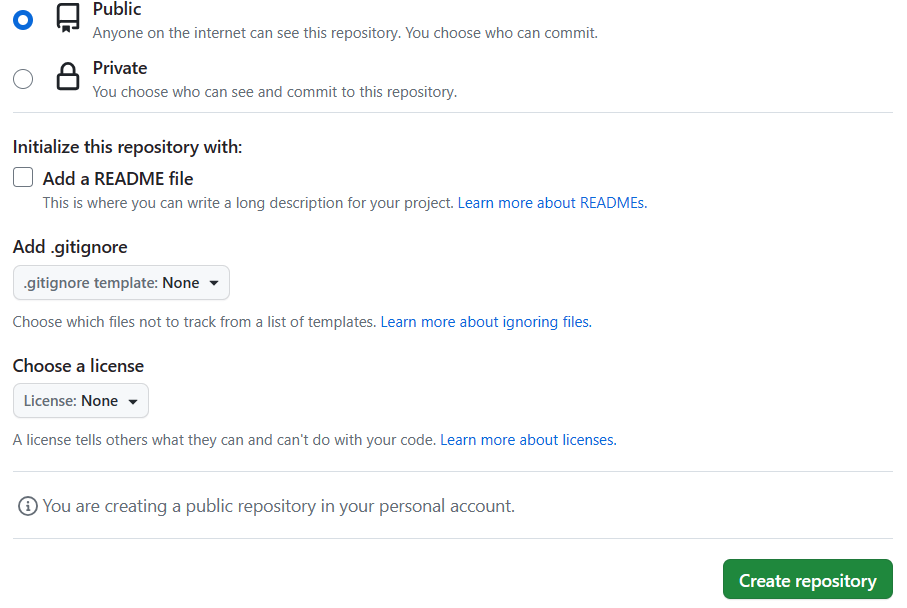 Public
Anyone on the internet can see this repository. You choose who can commit.
Private
You choose who can see and commit to this repository.
Initialize this repository with:
Add a README file
This is where you can write a long description for your project. Learn more about READMEs.
Add .gitignore
.gitignore template: None
Choose which files not to track from a list of templates. Learn more about ignoring files.
Choose a license
License: None
A license tells others what they can and can't do with your code. Learn more about licenses.
You are creating a public repository in your personal account.
Create repository